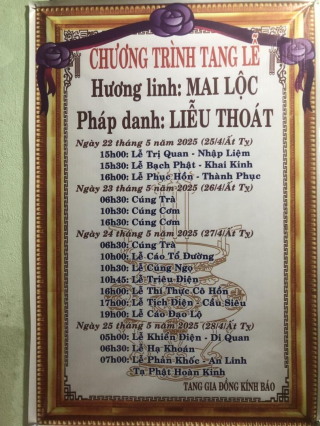 CHƯƠNG TRÌNH TANG LỄ
Hương linh: MAI LỘC
Pháp danh: LIỄU THOÁT
Ngày 22 tháng 5 năm 2025 (25/4/Ất Tỵ)
15h00: Lễ Trị Quan - Nhập Liệm
15h30: Lễ Bạch Phật - Khai Kinh
16h00: Lễ Phục Hồn - Thành Phục
Ngày 23 tháng 5 năm 2025 (26/4/Ất Tỵ)
06h30: Cúng Trà
10h30: Cúng Cơm
16h30: Cúng Cơm
Ngày 24 tháng 5 năm 2025 (27/4/Ất Tỵ)
06h30: Cúng Trà
10h00: Lễ Cáo Tổ Đường
10h30: Lễ Cúng Ngọ
10h45: Lễ Triêu Điện
16h00: Lễ Thí Thực Cô Hồn
17h00: Lễ Tịch Điện - Cầu Siêu
19h00: Lễ Cáo Đạo Lộ
Ngày 25 tháng 5 năm 2025 (28/4/Ất Tỵ)
05h00: Lễ Khiển Điện - Di Quan
06h30: Lễ Hạ Khoán
07h00: Lễ Phản Khốc - An Linh
Tạ Phật Hoàn Kinh
TANG GIA ĐỒNG KÍNH BÁO